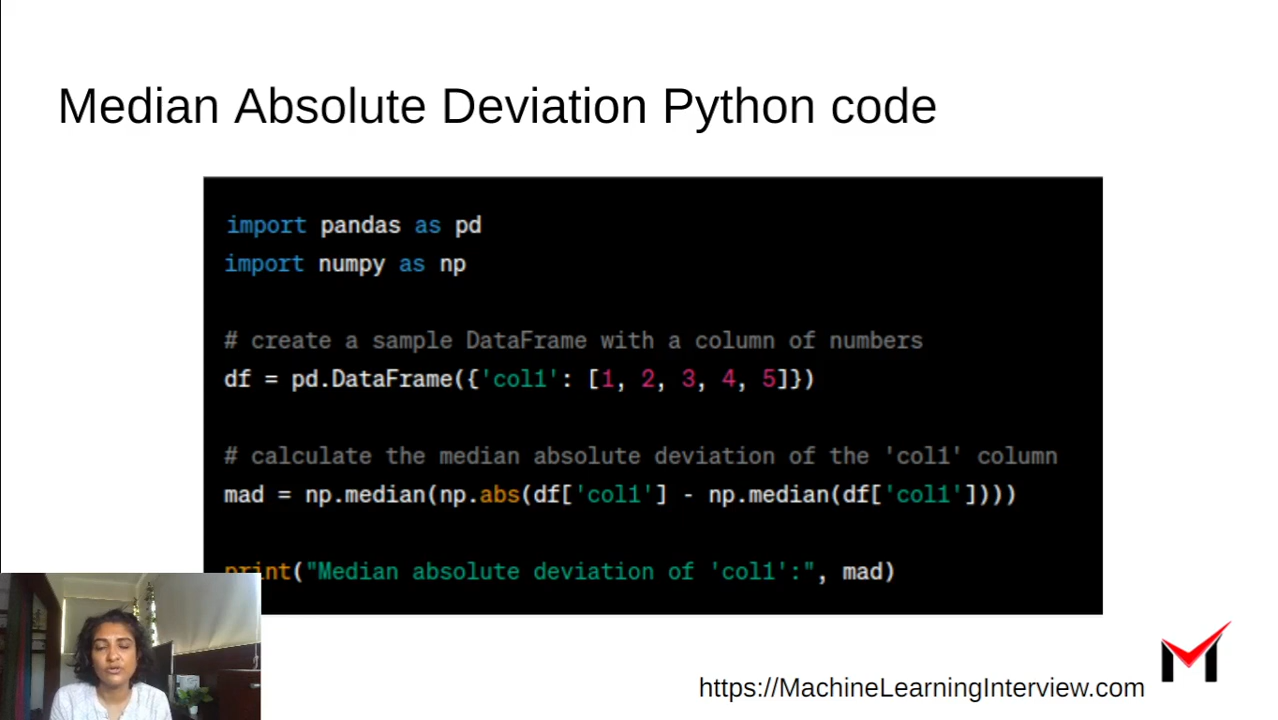 Median Absolute Deviation Python code
import pandas as pd
import numpy as np
# create a sample DataFrame with a column of numbers
df = pd.DataFrame({'col1': [1, 2, 3, 4, 5]})
# calculate the median absolute deviation of the 'col1' column
mad = np.median(np.abs(df['col1'] - np.median(df['col1'])))
print("Median absolute deviation of 'col1':", mad)
https://MachineLearningInterview.com